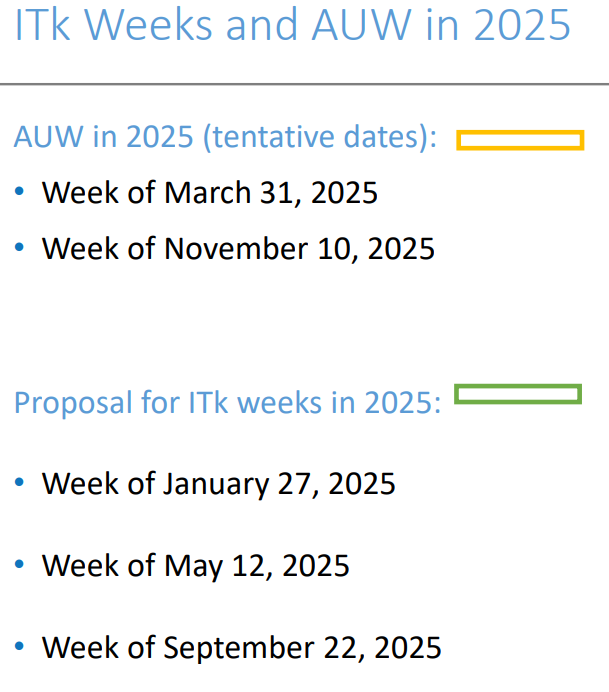 ITk Weeks and AUW in 2025
AUW in 2025 (tentative dates):
• Week of March 31, 2025
• Week of November 10, 2025
Proposal for ITk weeks in 2025:
• Week of January 27, 2025
• Week of May 12, 2025
• Week of September 22, 2025